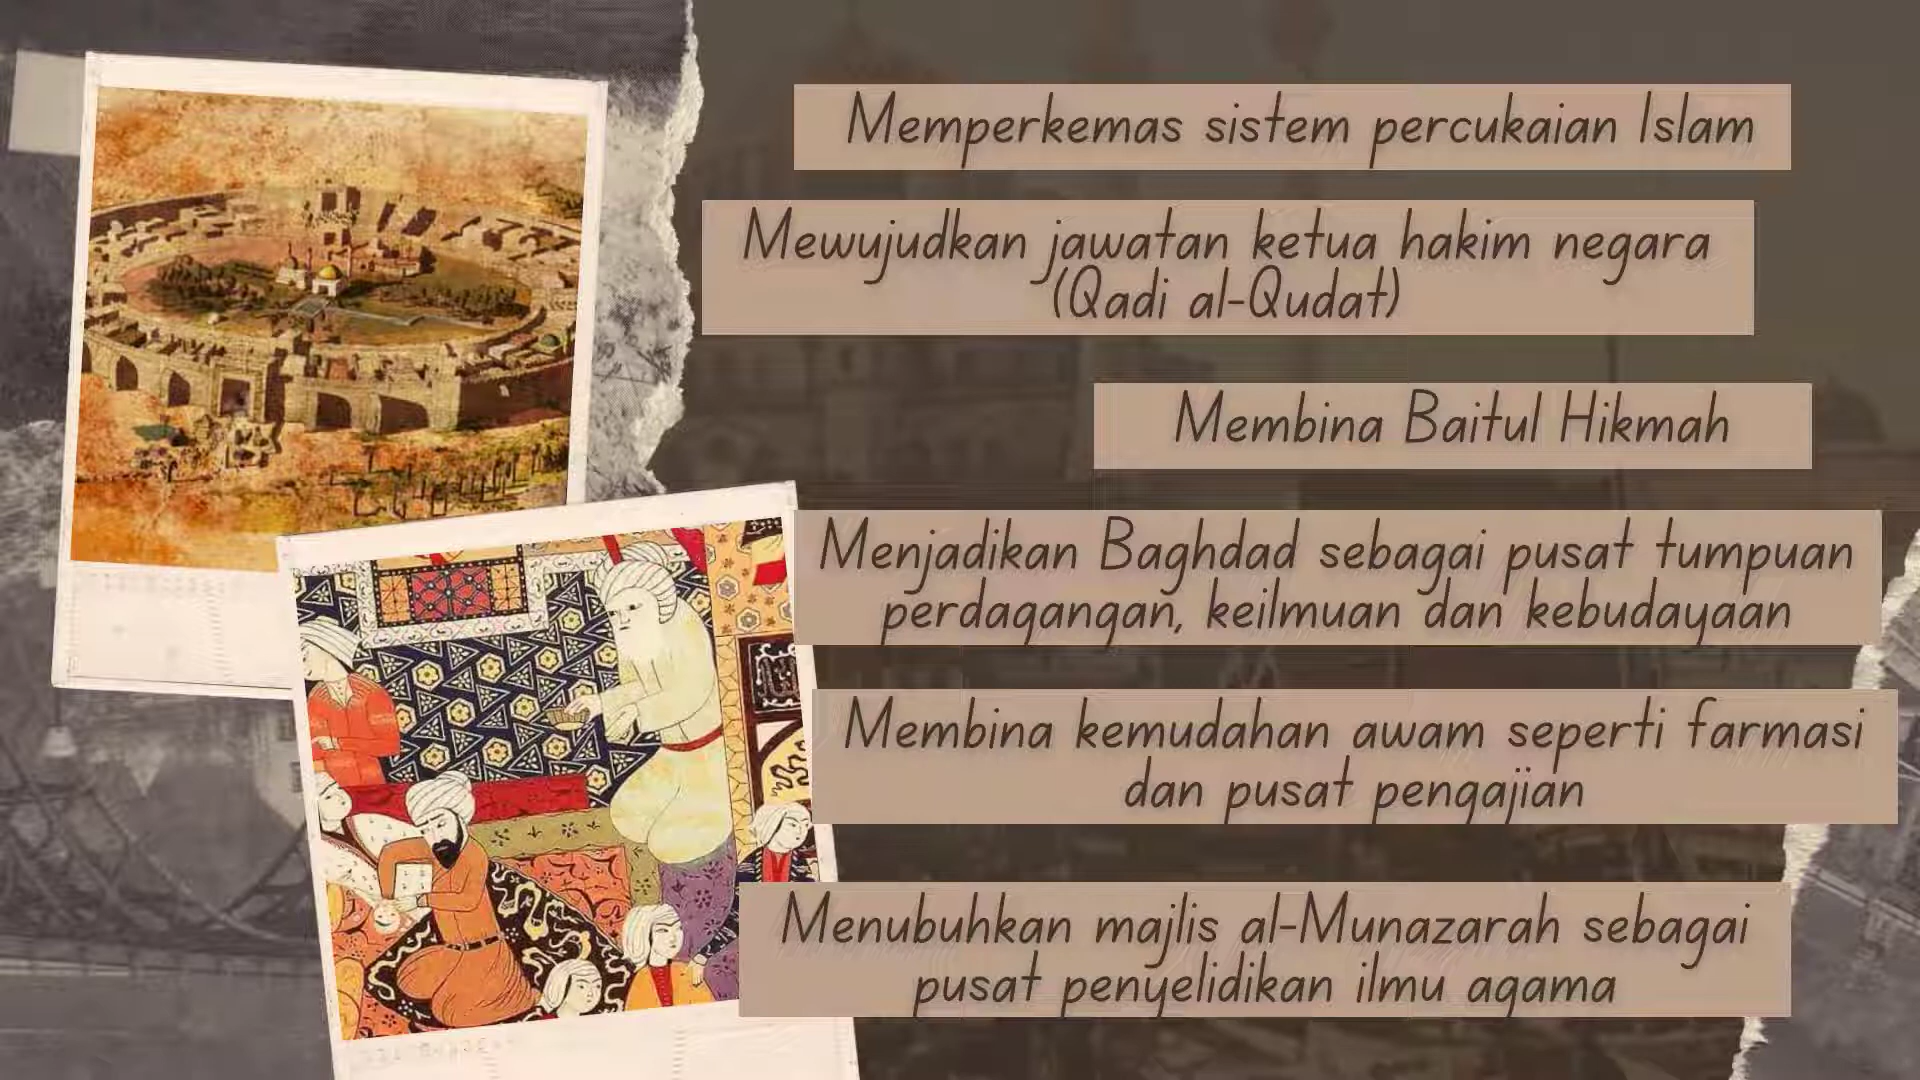 Memperkemas sistem percukaian Islam
Mewujudkan jawatan ketua hakim negara
(Qadi al-Qudat)
Membina Baitul Hikmah
Menjadikan Baghdad sebagai pusat tumpuan
perdagangan, keilmuan dan kebudayaan
Membina kemudahan awam seperti farmasi
dan pusat pengajian
Menubuhkan majlis al-Munazarah sebagai
pusat penyelidikan ilmu agama